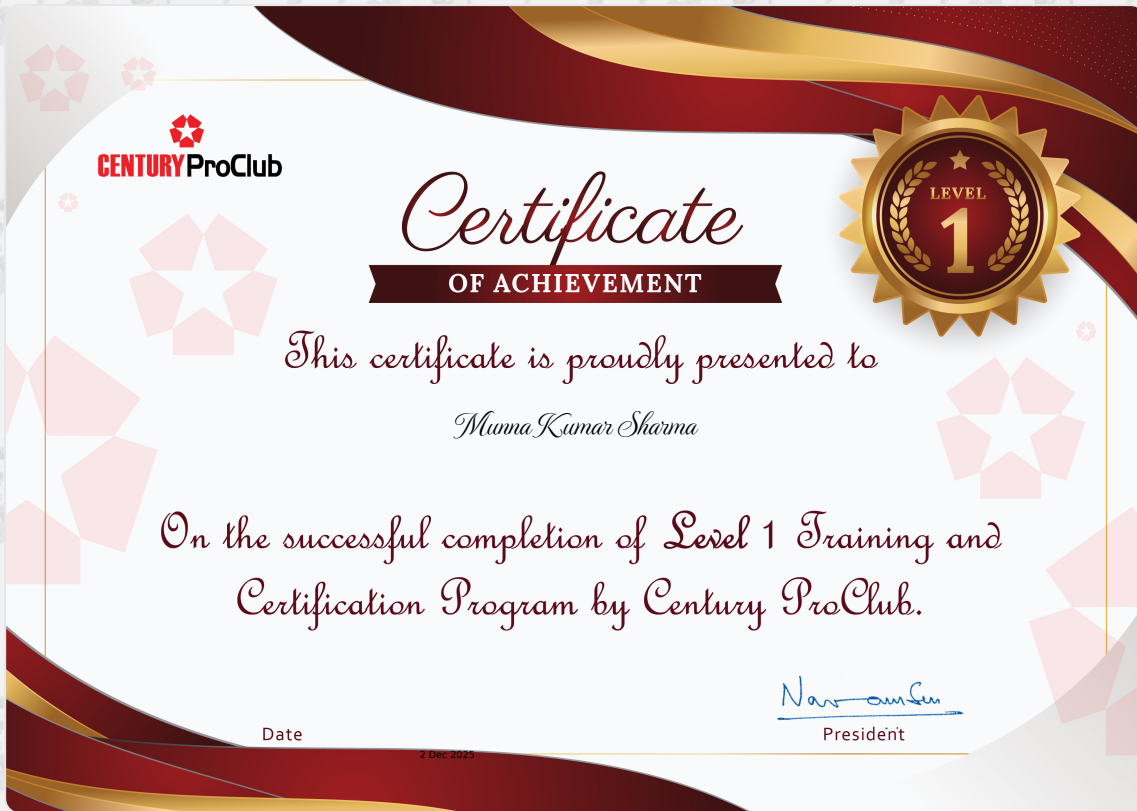 CENTURY ProClub
LEVEL
1
Certificate
OF ACHIEVEMENT
This certificate is proudly presented to
Munna Kumar Sharma
On the successful completion of Level 1 Training and
Certification Program by Century ProClub.
Date
President
2 Dec 2025